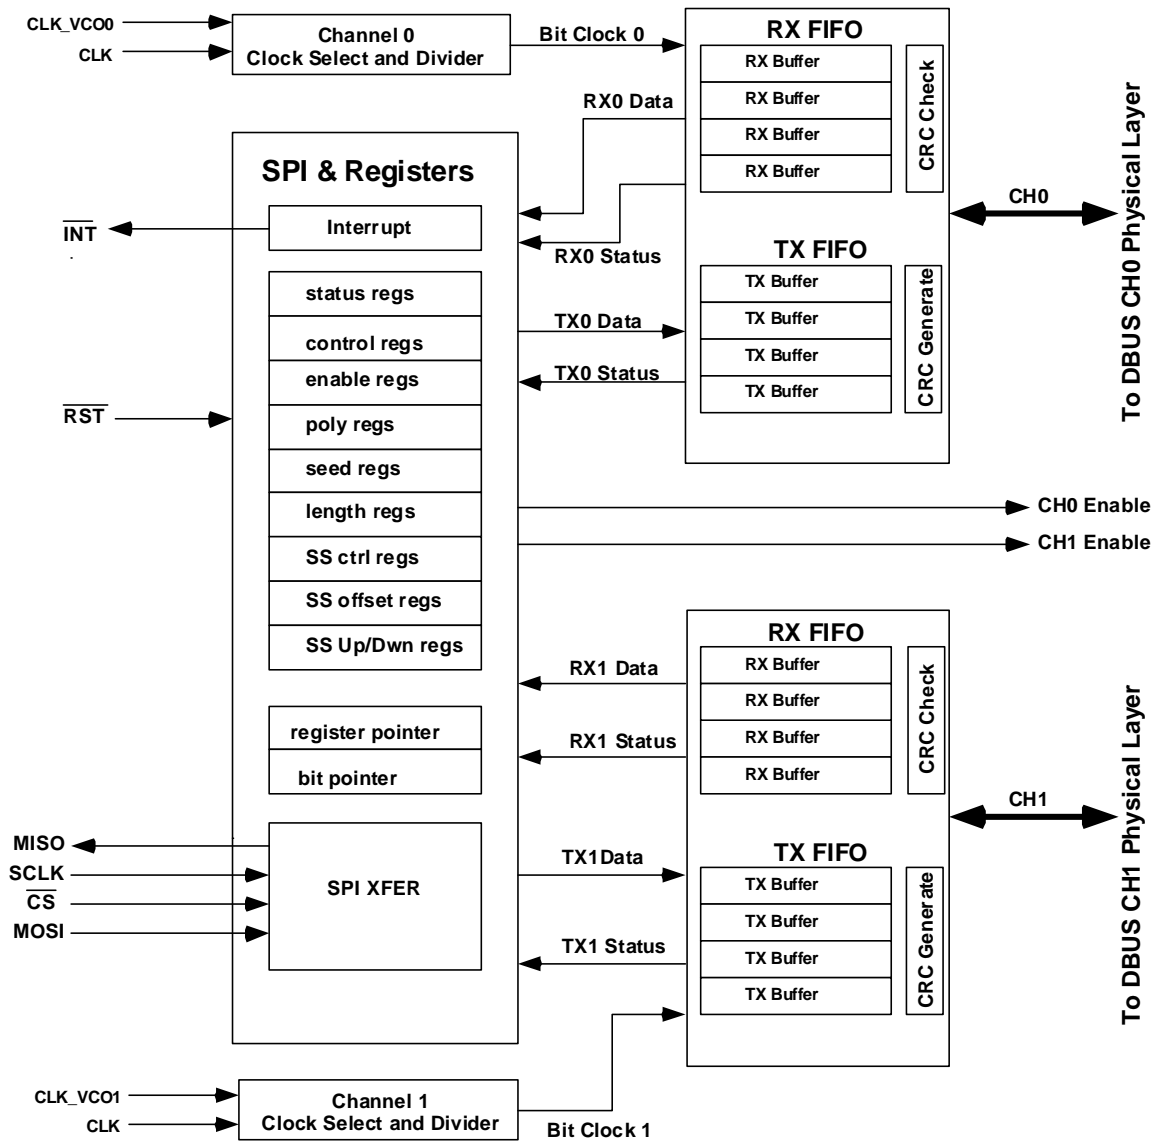 CLK_VCO0
CLK
Channel 0
Clock Select and Divider
Bit Clock 0
RX FIFO
RX Buffer
RX Buffer
RX Buffer
RX Buffer
CRC Check
RX0 Data
RX0 Status
TX FIFO
TX Buffer
TX Buffer
TX Buffer
TX Buffer
CRC Generate
TX0 Data
TX0 Status
CH0
To DBUS CH0 Physical Layer
SPI & Registers
Interrupt
INT
status regs
control regs
enable regs
poly regs
seed regs
length regs
SS ctrl regs
SS offset regs
SS Up/Dwn regs
RST
CH0 Enable
CH1 Enable
register pointer
bit pointer
SPI XFER
MISO
SCLK
CS
MOSI
RX FIFO
RX Buffer
RX Buffer
RX Buffer
RX Buffer
CRC Check
RX1 Data
RX1 Status
TX FIFO
TX Buffer
TX Buffer
TX Buffer
TX Buffer
CRC Generate
TX1Data
TX1 Status
CH1
To DBUS CH1 Physical Layer
CLK_VCO1
CLK
Channel 1
Clock Select and Divider
Bit Clock 1